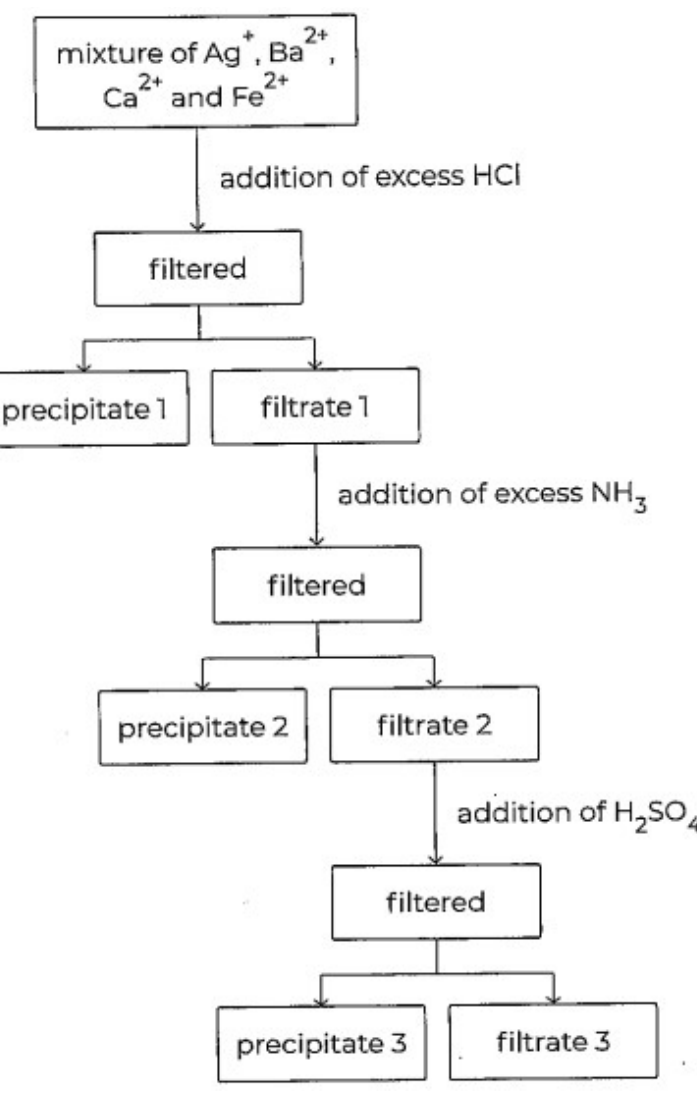 mixture of Ag⁺, Ba²⁺,
Ca²⁺ and Fe²⁺
addition of excess HCl
filtered
precipitate 1
filtrate 1
addition of excess NH₃
filtered
precipitate 2
filtrate 2
addition of H₂SO₄
filtered
precipitate 3
filtrate 3